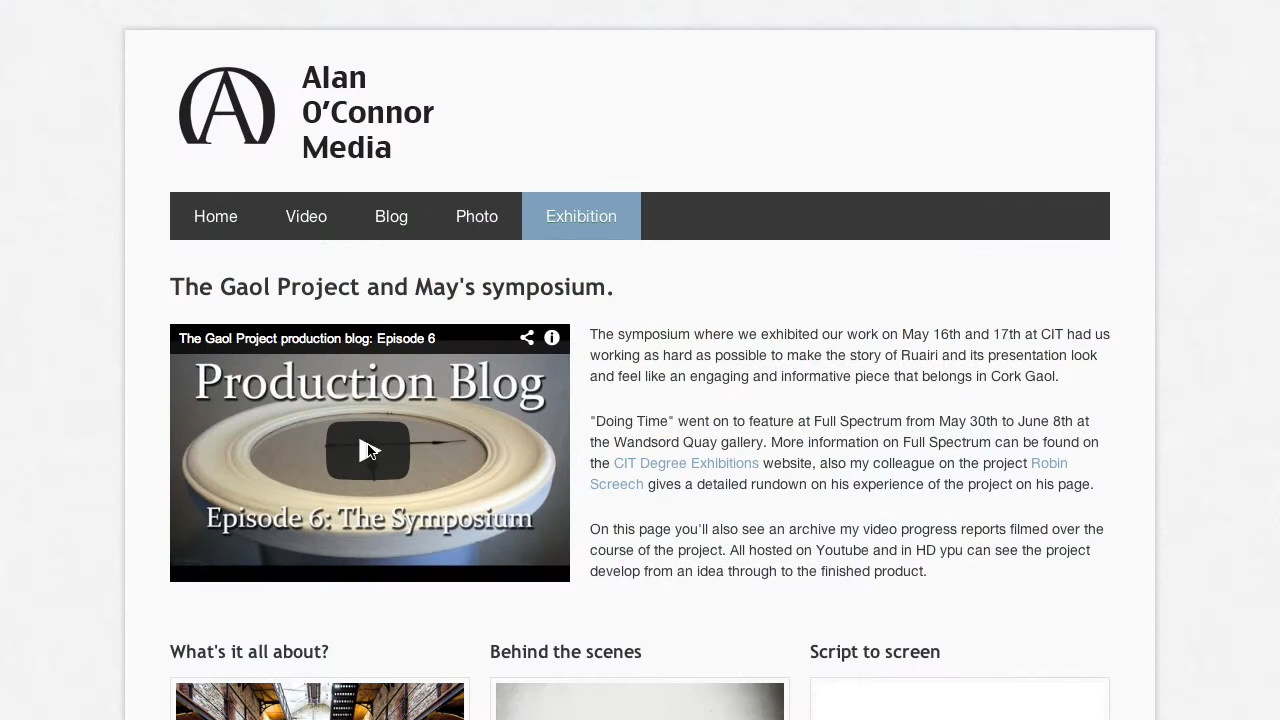 Alan
O'Connor
Media
Home Video Blog Photo Exhibition
The Gaol Project and May's symposium.
The Gaol Project production blog: Episode 6
Production Blog
Episode 6: The Symposium
The symposium where we exhibited our work on May 16th and 17th at CIT had us
working as hard as possible to make the story of Ruairi and its presentation look
and feel like an engaging and informative piece that belongs in Cork Gaol.
"Doing Time" went on to feature at Full Spectrum from May 30th to June 8th at
the Wandsord Quay gallery. More information on Full Spectrum can be found on
the CIT Degree Exhibitions website, also my colleague on the project Robin
Screech gives a detailed rundown on his experience of the project on his page.
On this page you'll also see an archive my video progress reports filmed over the
course of the project. All hosted on Youtube and in HD ypu can see the project
develop from an idea through to the finished product.
What's it all about?
Behind the scenes
Script to screen